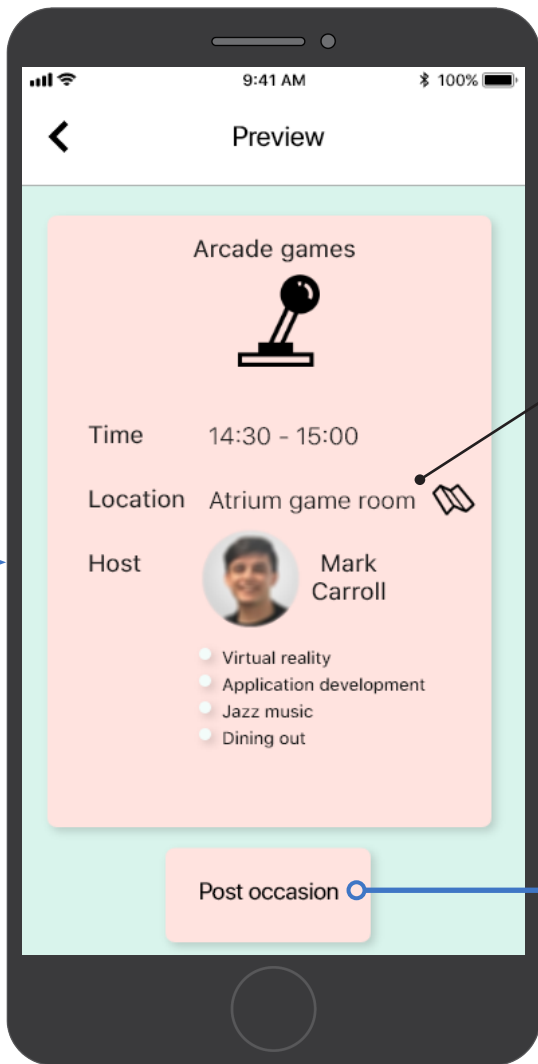 9:41 AM
100%
Preview
Arcade games
Time 14:30 - 15:00
Location Atrium game room
Host Mark
Carroll
Virtual reality
Application development
Jazz music
Dining out
Post occasion